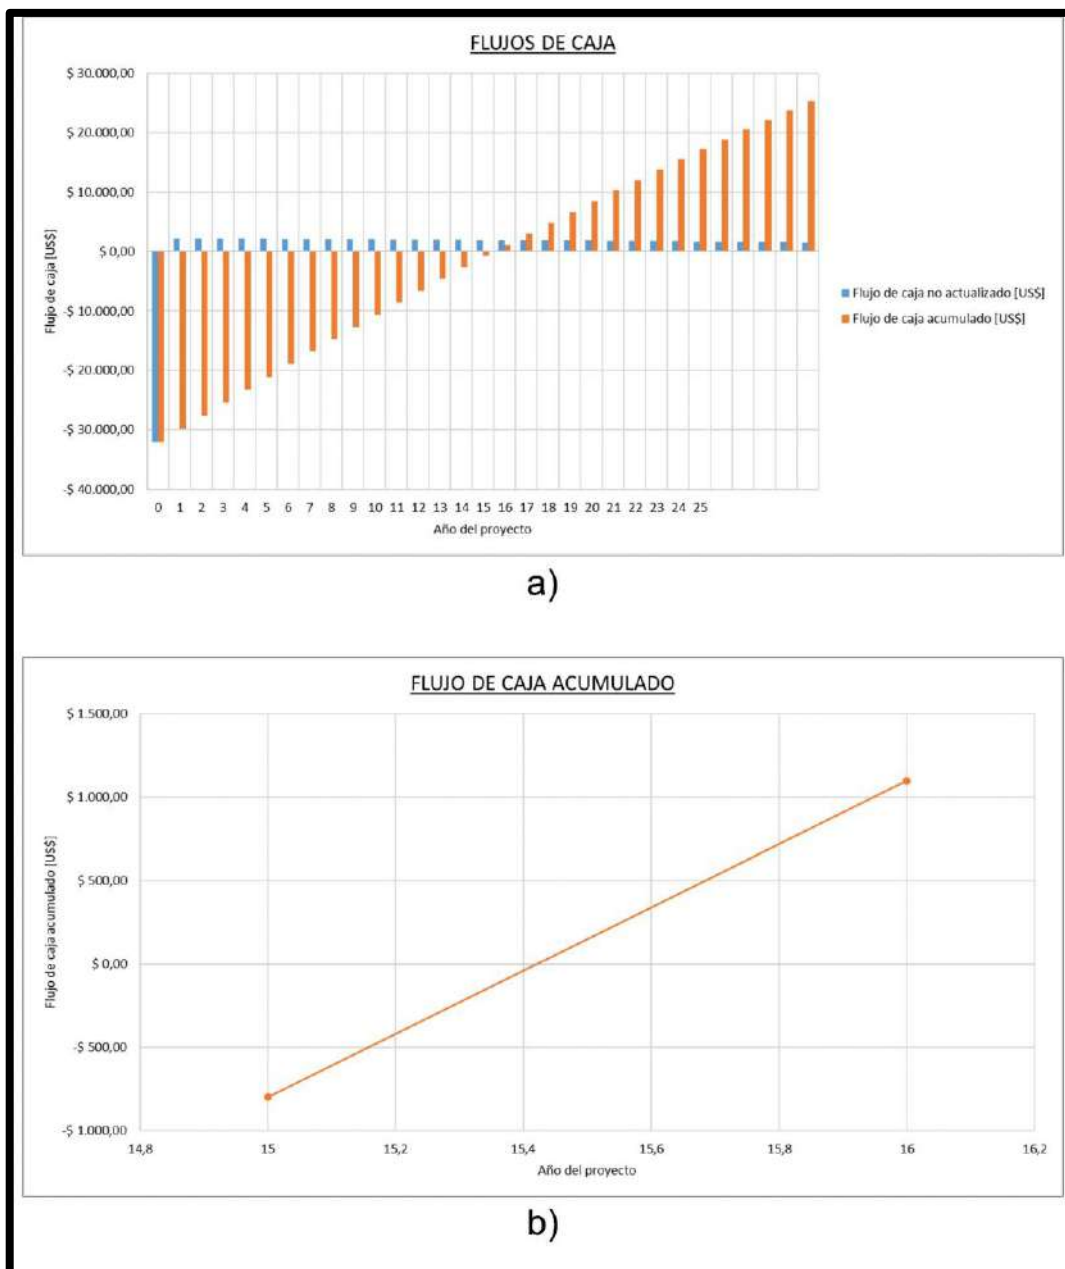 FLUJOS DE CAJA
$ 30.000,00
$ 20.000,00
$ 10.000,00
$ 0,00
-$ 10.000,00
-$ 20.000,00
-$ 30.000,00
-$ 40.000,00
Flujo de caja [US$]
0 1 2 3 4 5 6 7 8 9 10 11 12 13 14 15 16 17 18 19 20 21 22 23 24 25
Año del proyecto
Flujo de caja no actualizado [US$]
Flujo de caja acumulado [US$]
a)
FLUJO DE CAJA ACUMULADO
$ 1.500,00
$ 1.000,00
$ 500,00
$ 0,00
-$ 500,00
-$ 1.000,00
Flujo de caja acumulado [US$]
14,8 15 15,2 15,4 15,6 15,8 16 16,2
Año del proyecto
b)